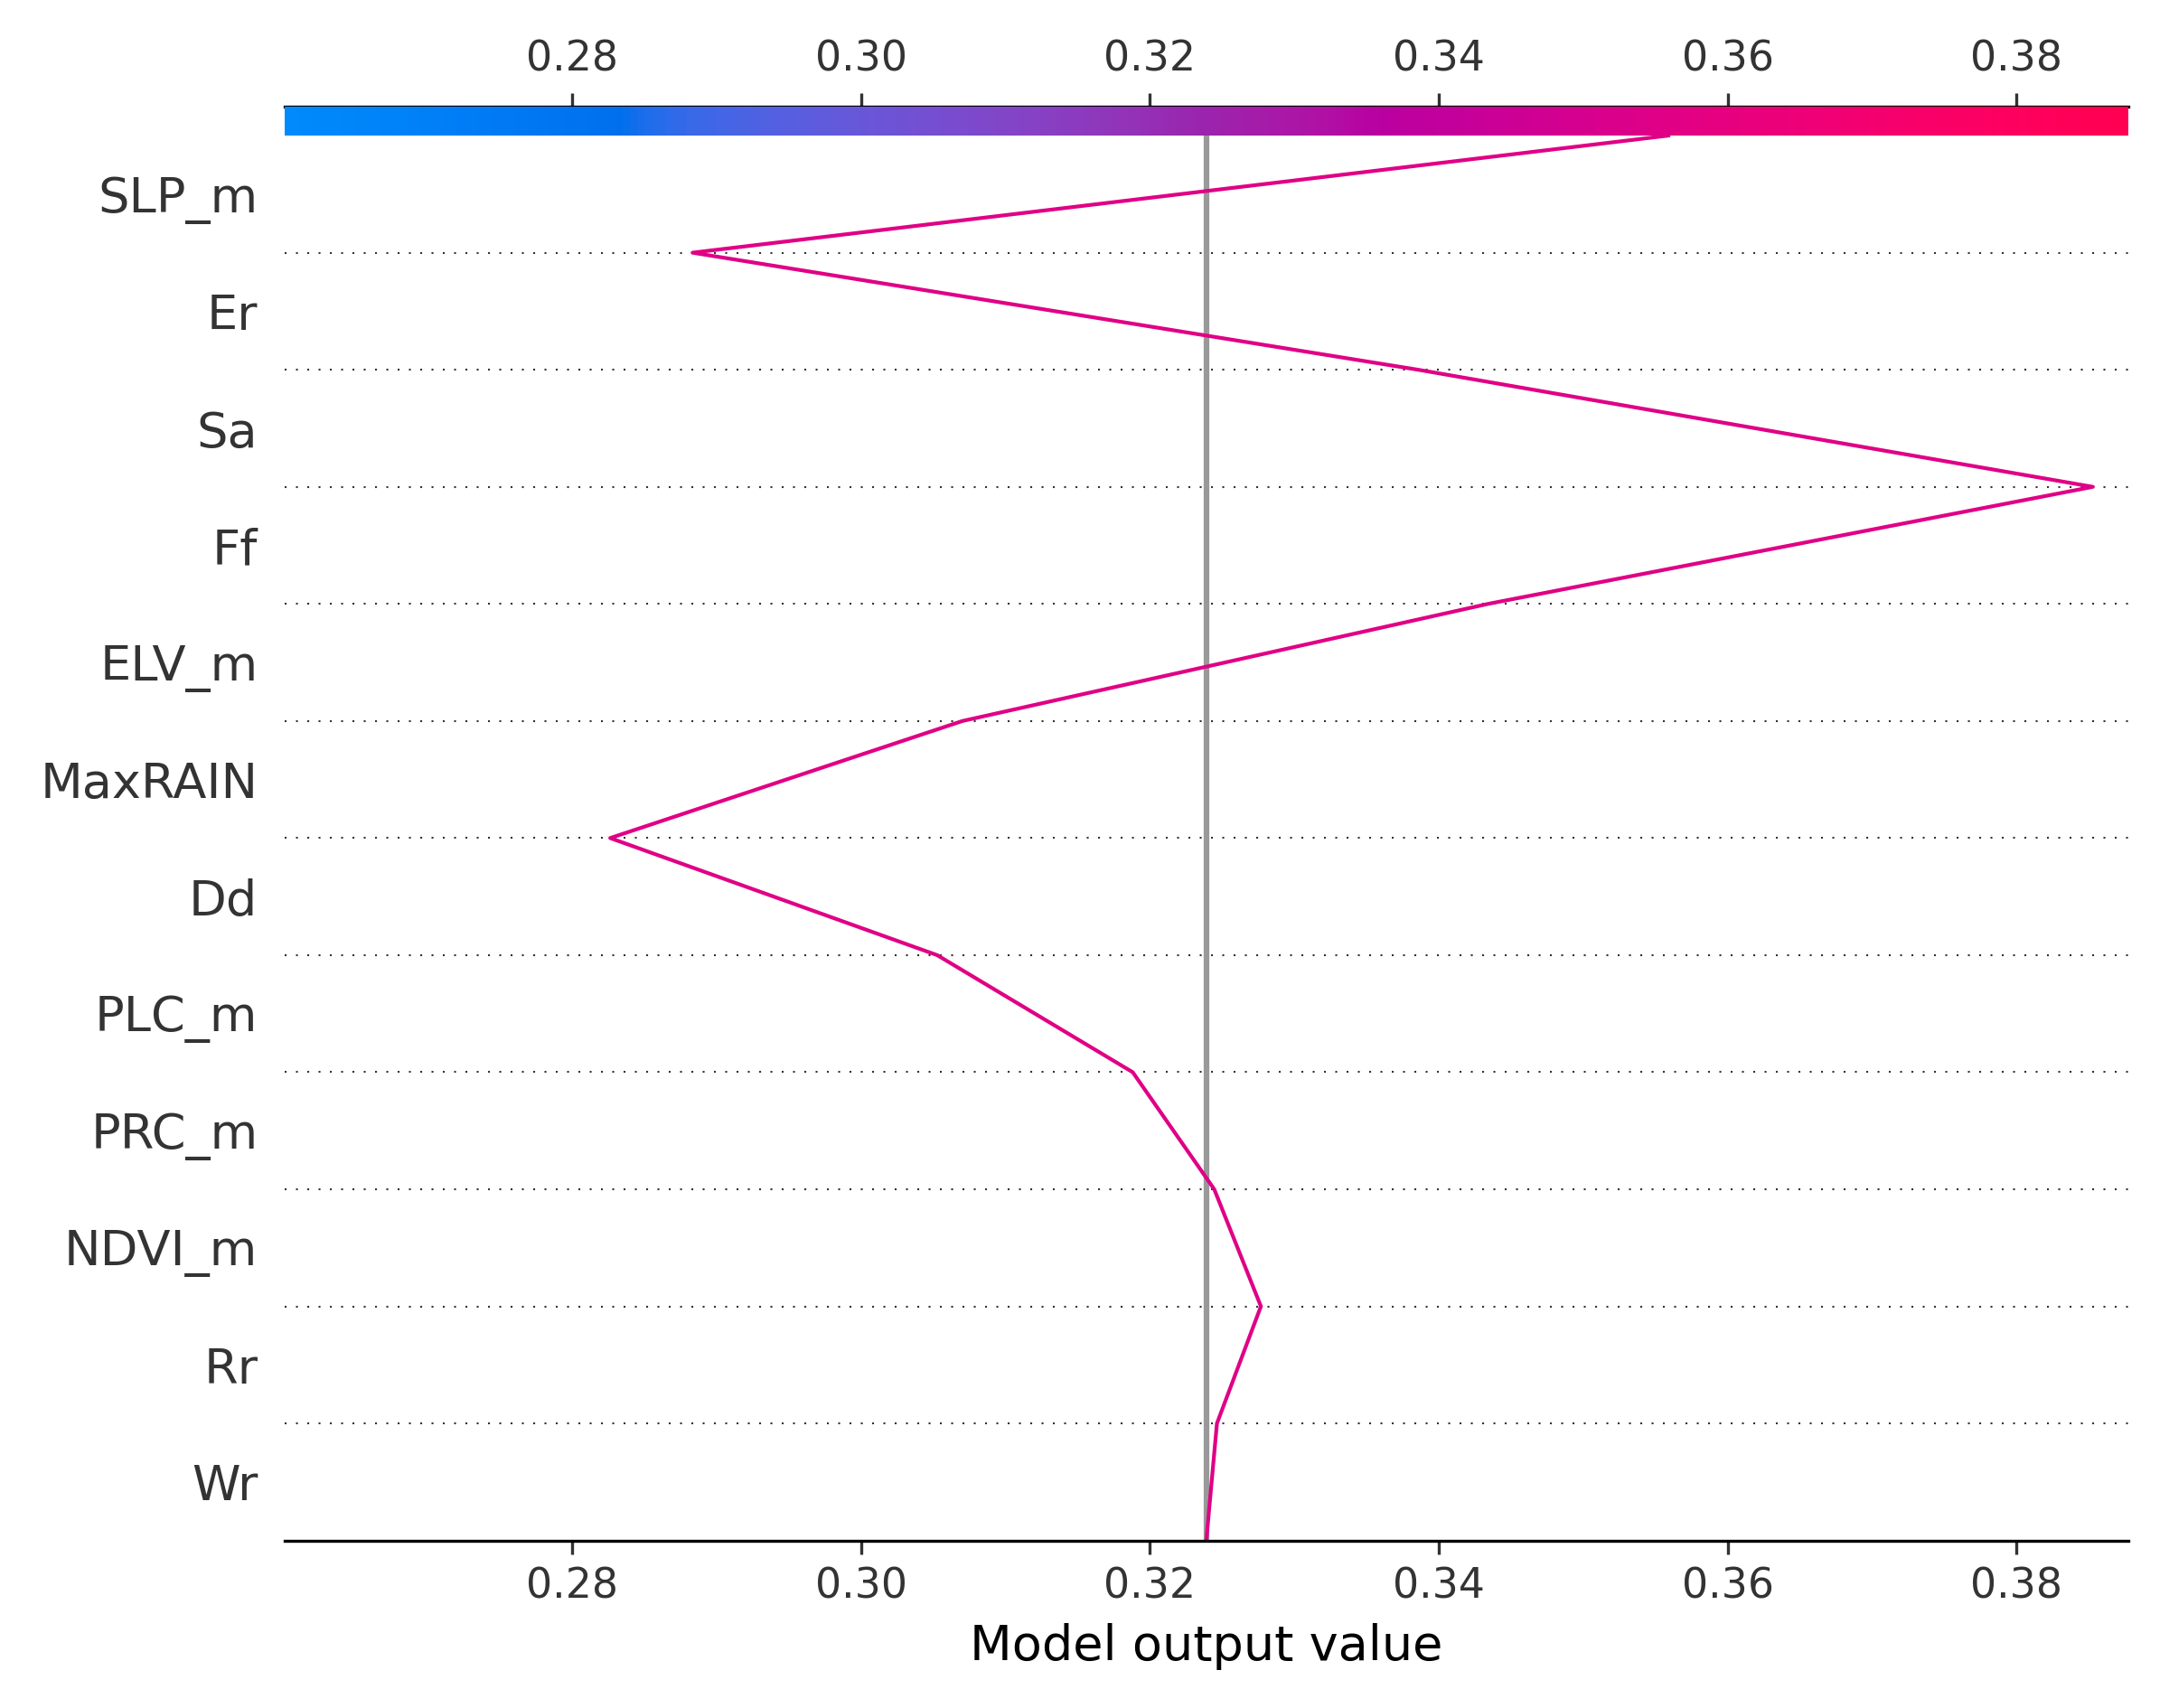 0.28 0.30 0.32 0.34 0.36 0.38
SLP_m
Er
Sa
Ff
ELV_m
MaxRAIN
Dd
PLC_m
PRC_m
NDVI_m
Rr
Wr
0.28 0.30 0.32 0.34 0.36 0.38
Model output value